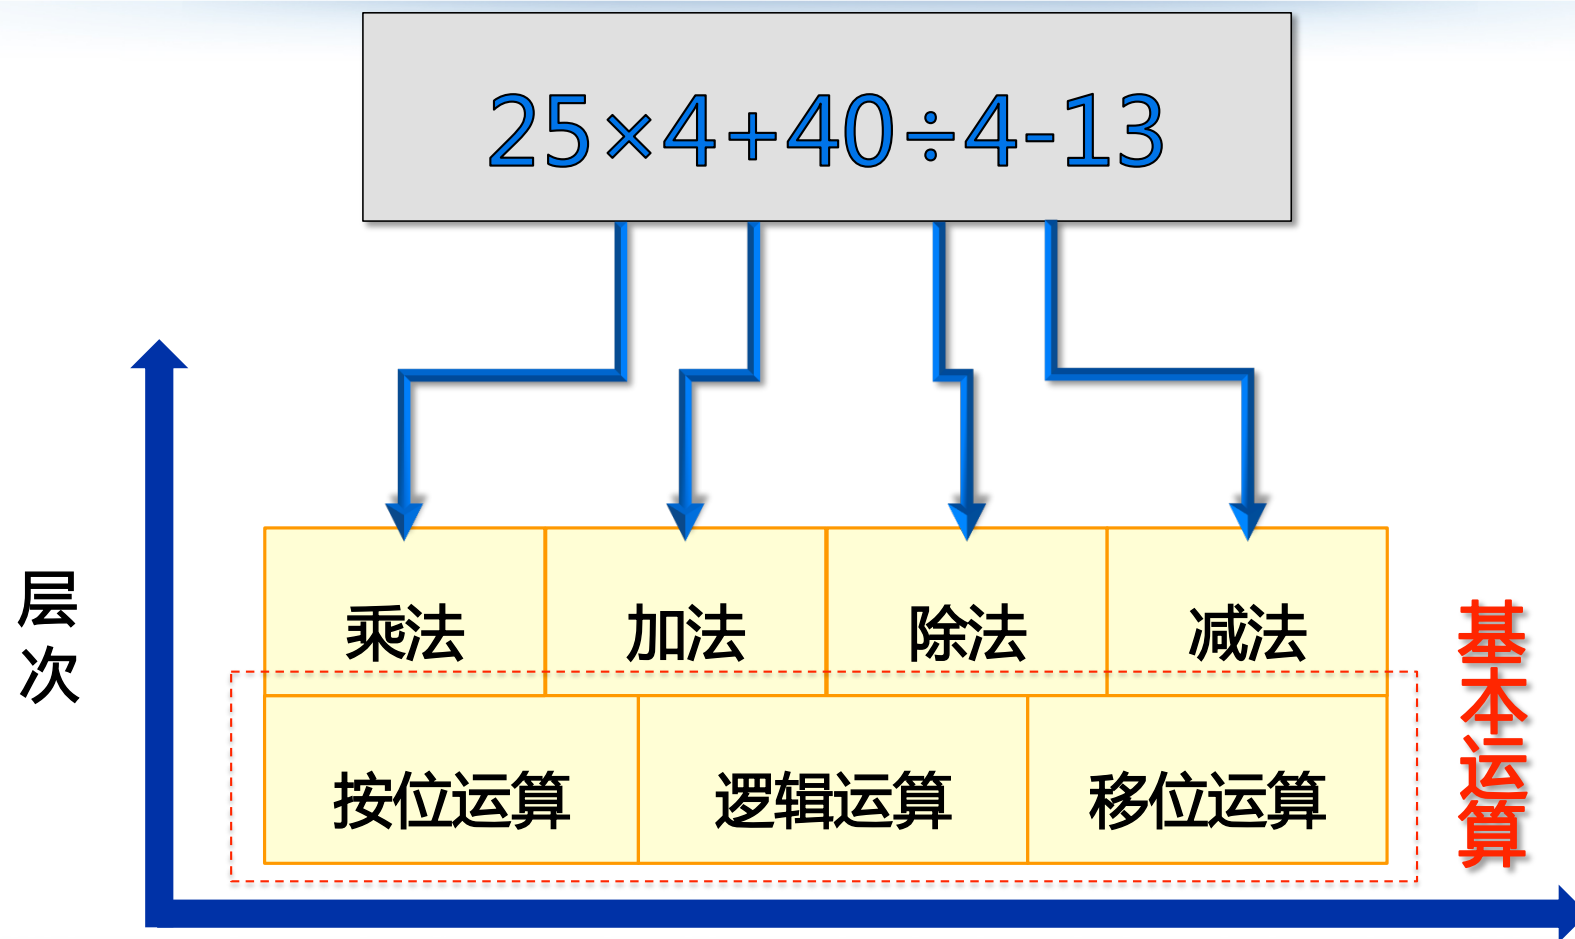 25×4+40÷4-13
层次
乘法 加法 除法 减法
按位运算 逻辑运算 移位运算
基本运算